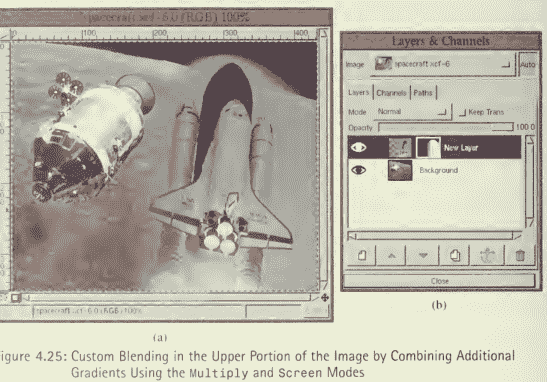 spacecraft.xcf-6.0 (RGB) 100%
100 200 300 400
Layers & Channels
Image spacecraft.xcf-6 Auto
Layers Channels Paths
Mode Normal Keep Trans
Opacity 100.0
New Layer
Background
Close
spacecraft.xcf-6.0 (RGB) 100%
(a)
(b)
igure 4.25: Custom Blending in the Upper Portion of the Image by Combining Additional
Gradients Using the Multiply and Screen Modes